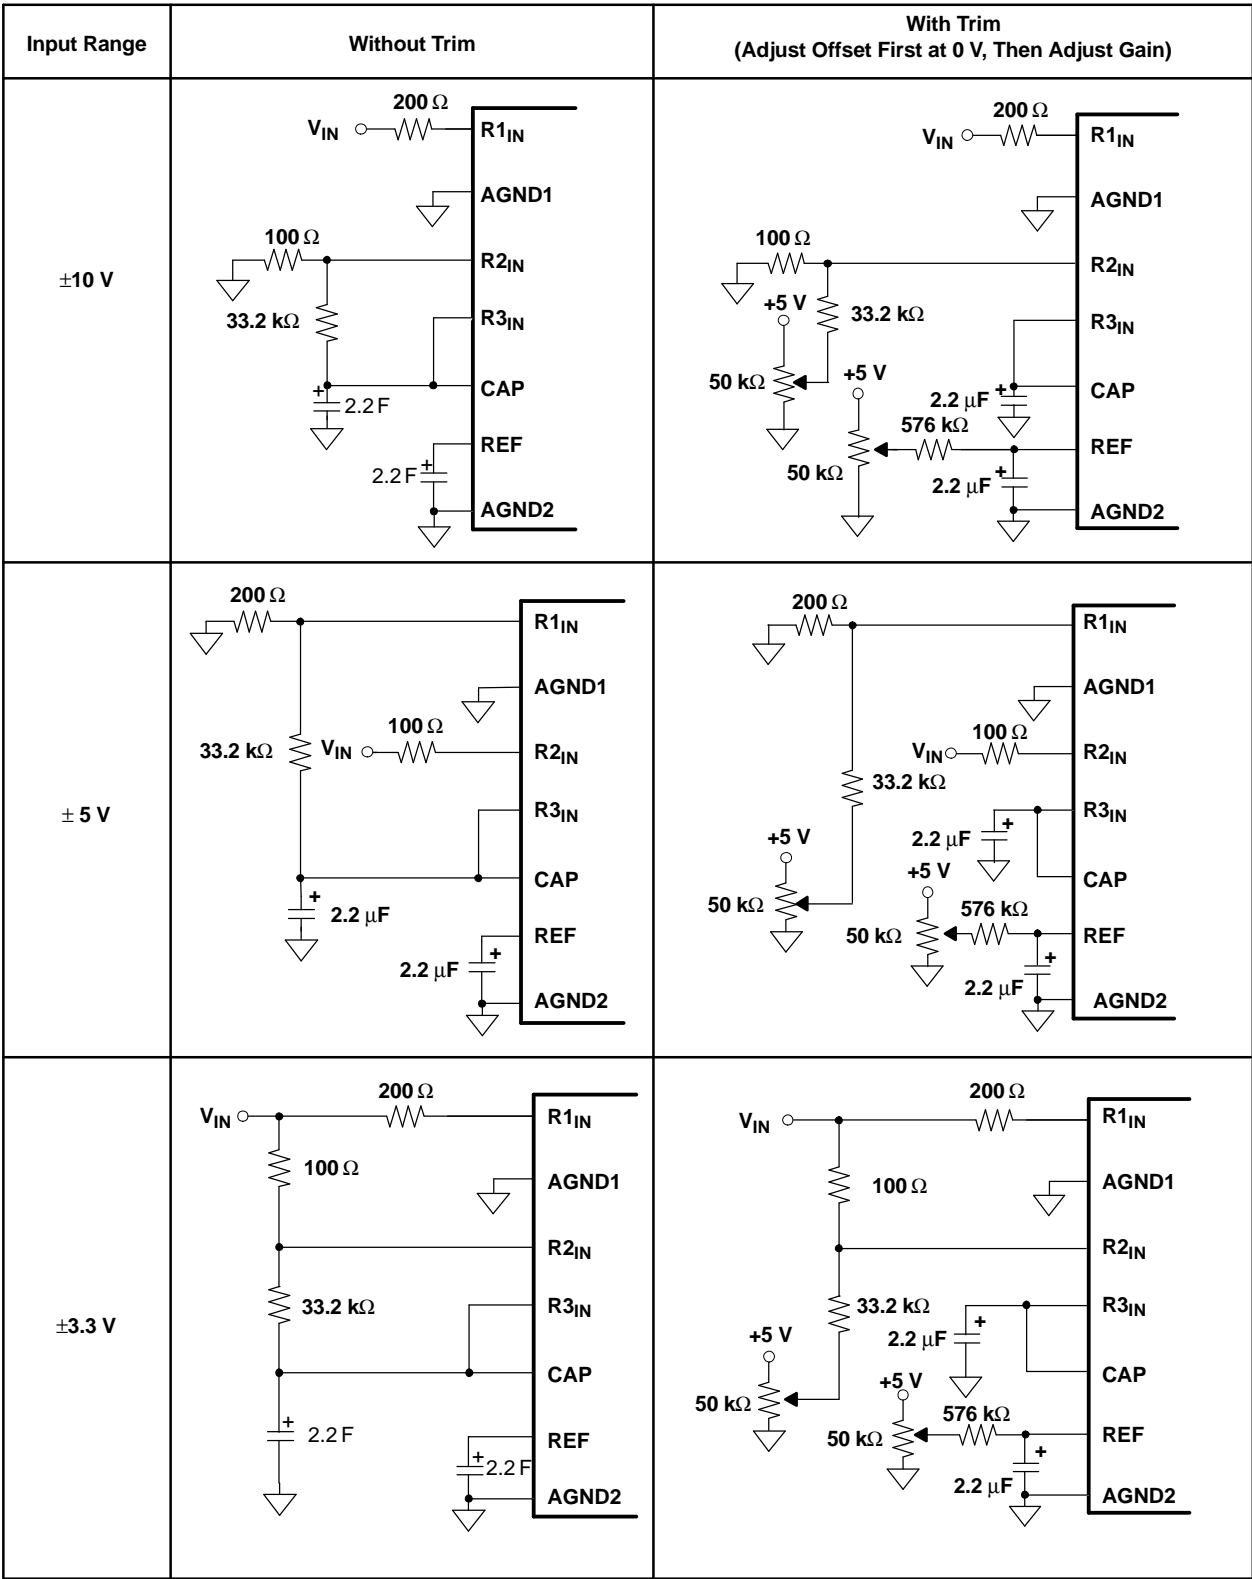 Input Range
Without Trim
With Trim
(Adjust Offset First at 0 V, Then Adjust Gain)
±10 V
200 Ω
VIN
R1IN
AGND1
100 Ω
R2IN
33.2 kΩ
R3IN
CAP
+
2.2 F
REF
2.2 F
+
AGND2
200 Ω
VIN
R1IN
AGND1
100 Ω
R2IN
+5 V
33.2 kΩ
R3IN
50 kΩ
+5 V
CAP
+
2.2 μF
576 kΩ
REF
50 kΩ
+
2.2 μF
AGND2
± 5 V
200 Ω
R1IN
AGND1
100 Ω
33.2 kΩ
VIN
R2IN
R3IN
CAP
+
2.2 μF
REF
+
2.2 μF
AGND2
200 Ω
R1IN
AGND1
100 Ω
VIN
R2IN
33.2 kΩ
R3IN
+
2.2 μF
+5 V
+5 V
CAP
50 kΩ
576 kΩ
50 kΩ
REF
+
2.2 μF
AGND2
±3.3 V
200 Ω
VIN
R1IN
100 Ω
AGND1
R2IN
33.2 kΩ
R3IN
CAP
+
2.2 F
REF
+
2.2 F
AGND2
200 Ω
VIN
R1IN
100 Ω
AGND1
R2IN
33.2 kΩ
R3IN
+
2.2 μF
+5 V
CAP
+5 V
50 kΩ
576 kΩ
50 kΩ
REF
+
2.2 μF
AGND2